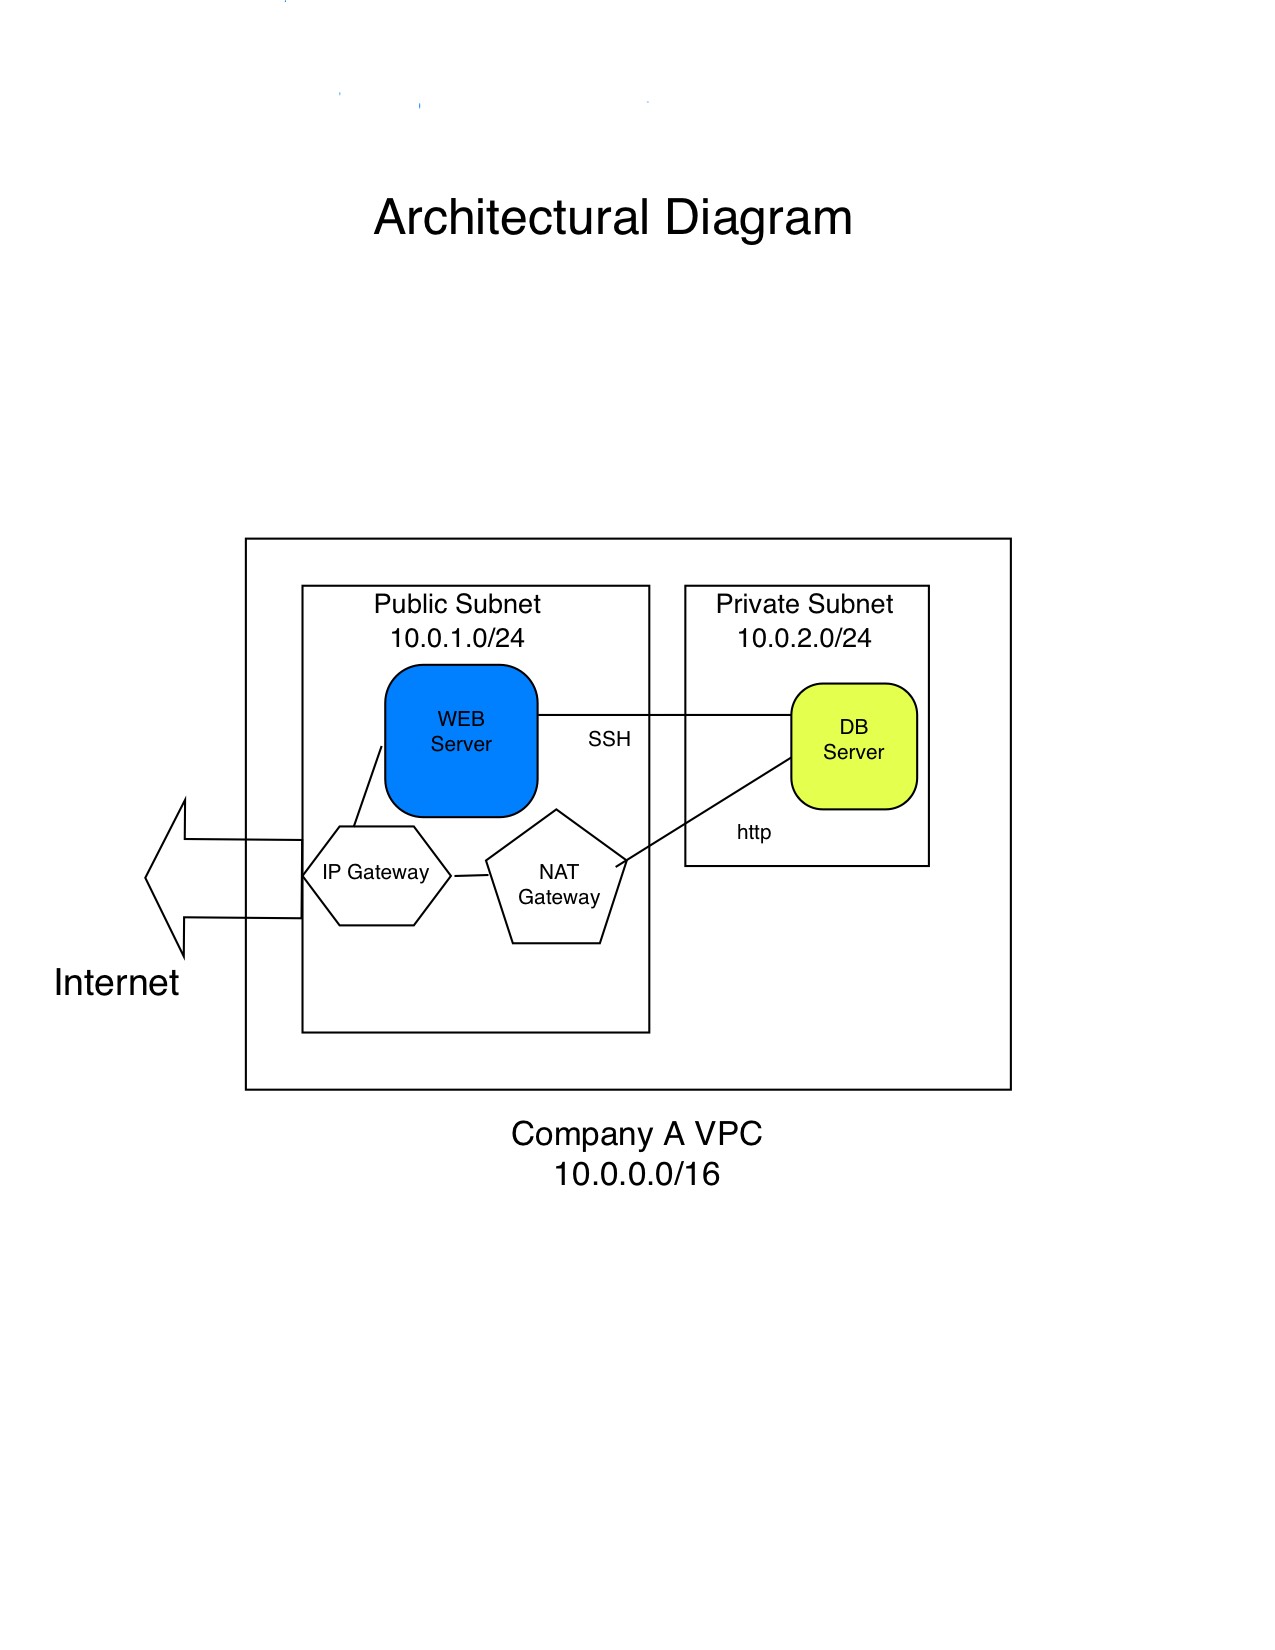 Architectural Diagram
Public Subnet
10.0.1.0/24
Private Subnet
10.0.2.0/24
WEB
Server
SSH
DB
Server
http
IP Gateway
NAT
Gateway
Internet
Company A VPC
10.0.0.0/16